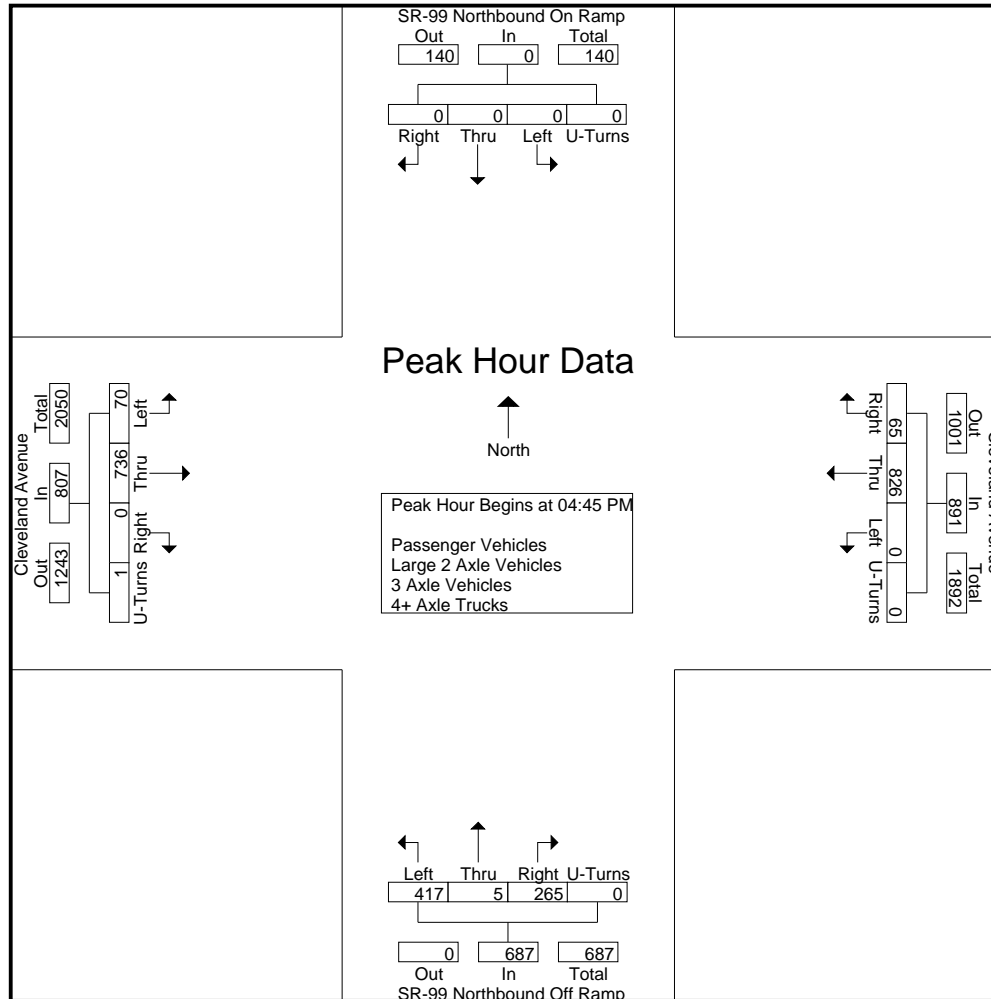 SR-99 Northbound On Ramp
Out In Total
140 0 140
0 0 0 0
Right Thru Left U-Turns
Peak Hour Data
North
Peak Hour Begins at 04:45 PM
Passenger Vehicles
Large 2 Axle Vehicles
3 Axle Vehicles
4+ Axle Trucks
Cleveland Avenue
Out In Total
1243 807 2050
1 0 736 70
U-Turns Right Thru Left
Out In Total
1001 891 1892
65 826 0 0
Right Thru Left U-Turns
Left Thru Right U-Turns
417 5 265 0
0 687 687
Out In Total
SR-99 Northbound Off Ramp